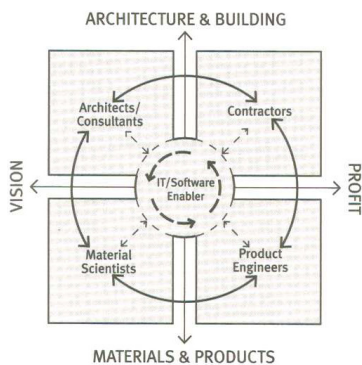 ARCHITECTURE & BUILDING
Architects/
Consultants
Contractors
VISION
IT/Software
Enabler
PROFIT
Material
Scientists
Product
Engineers
MATERIALS & PRODUCTS